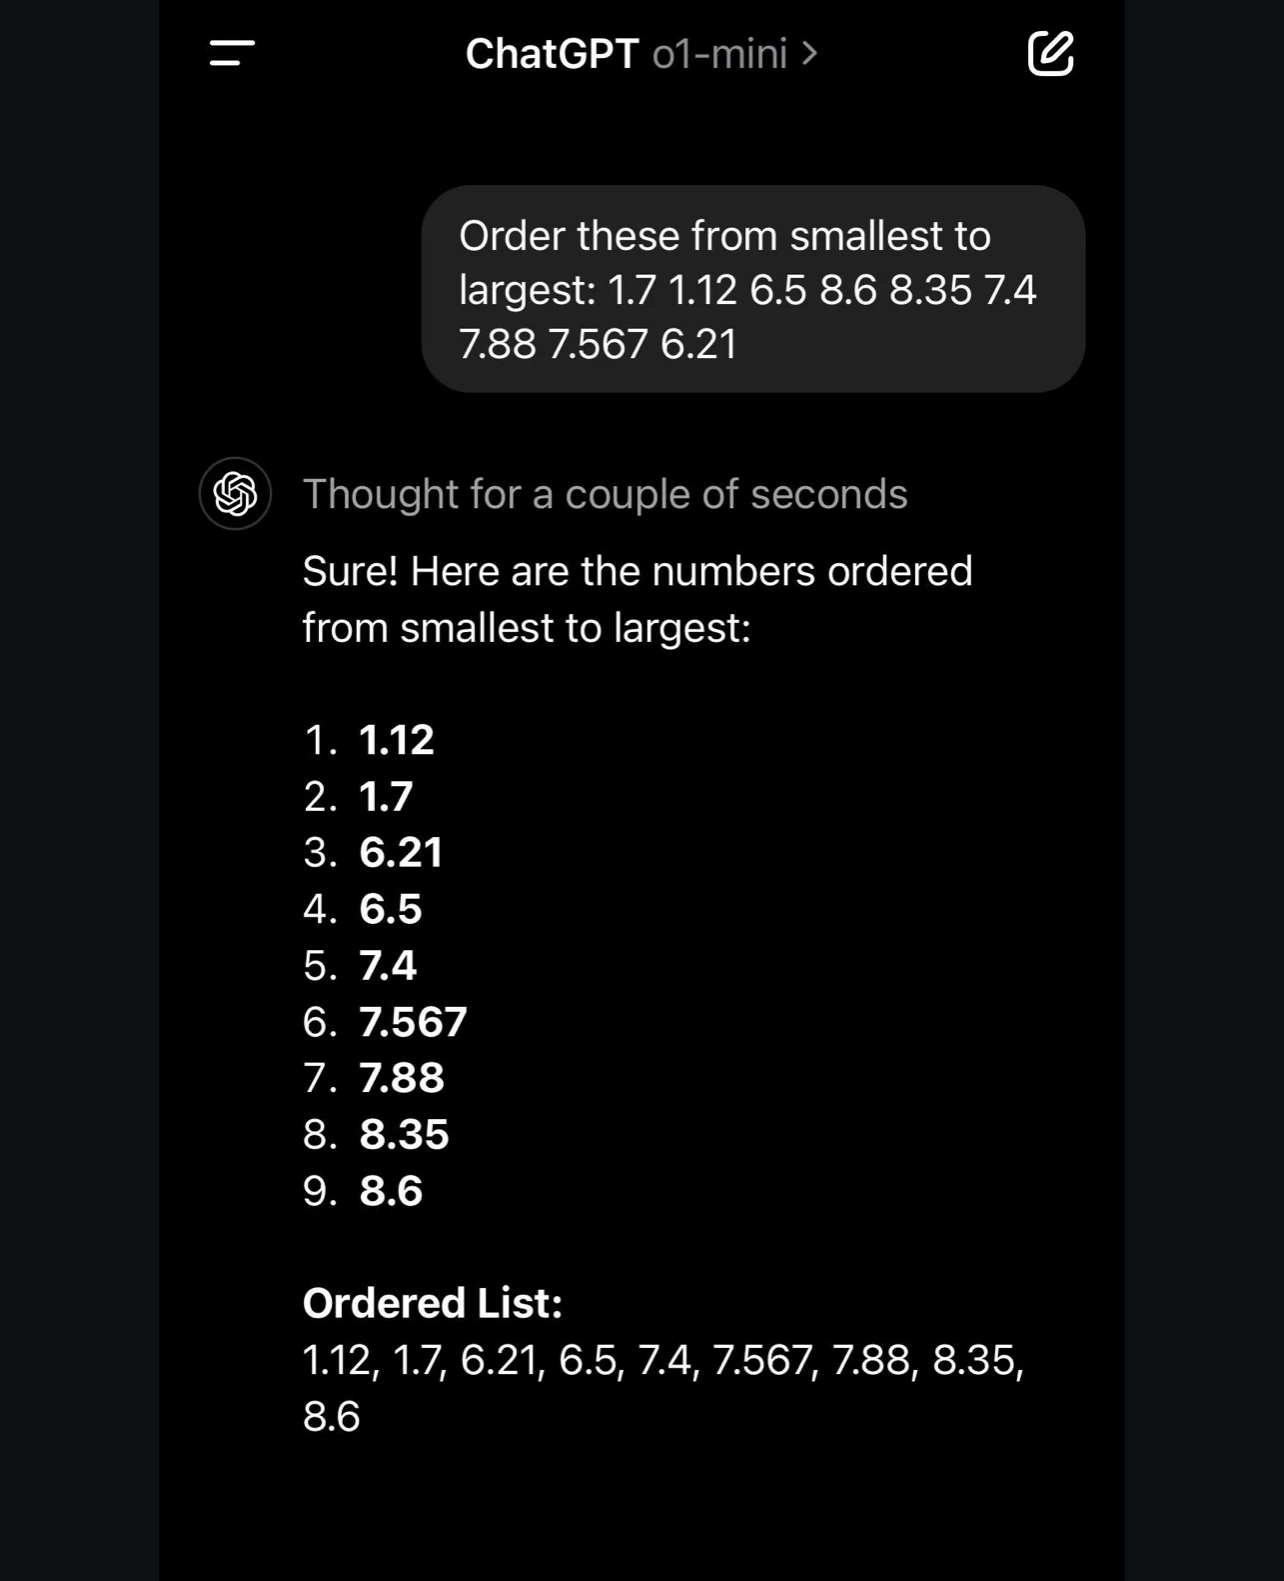 ChatGPT o1-mini >
Order these from smallest to
largest: 1.7 1.12 6.5 8.6 8.35 7.4
7.88 7.567 6.21
Thought for a couple of seconds
Sure! Here are the numbers ordered
from smallest to largest:
1. 1.12
2. 1.7
3. 6.21
4. 6.5
5. 7.4
6. 7.567
7. 7.88
8. 8.35
9. 8.6
Ordered List:
1.12, 1.7, 6.21, 6.5, 7.4, 7.567, 7.88, 8.35,
8.6